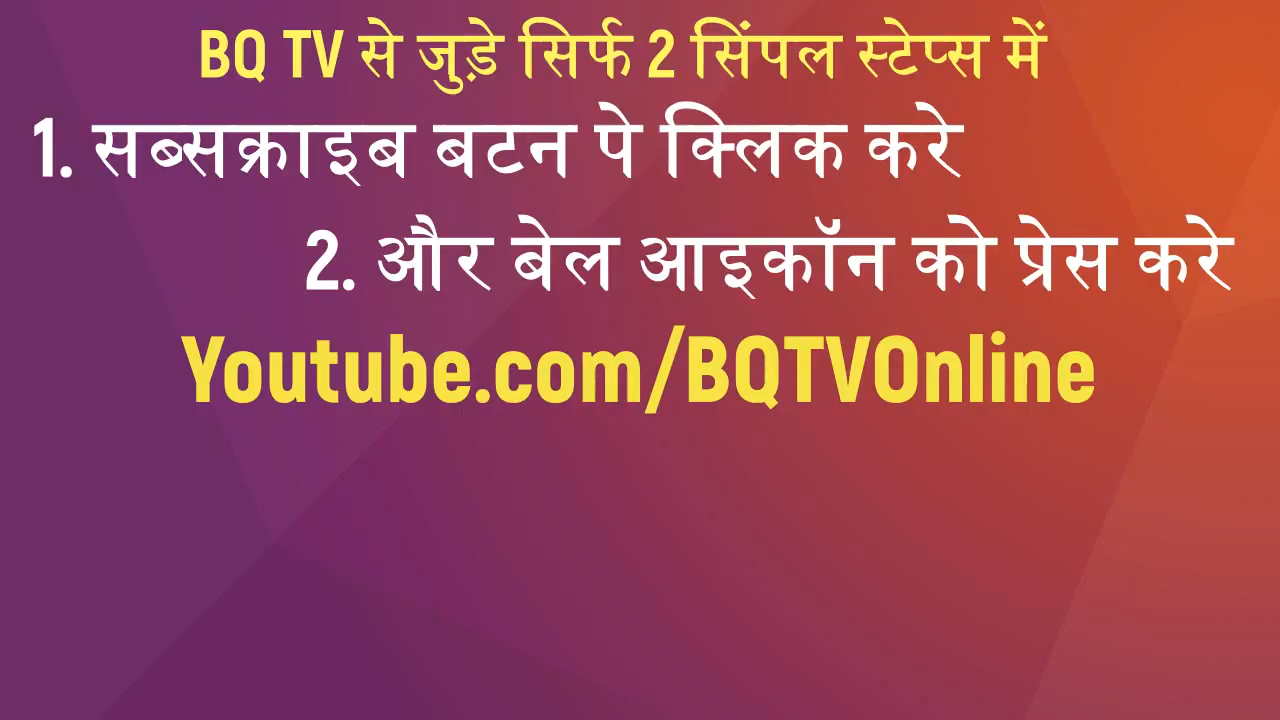 BQ TV से जुड़े सिर्फ 2 सिंपल स्टेप्स में
1. सब्सक्राइब बटन पे क्लिक करे
2. और बेल आइकॉन को प्रेस करे
Youtube.com/BQTVOnline